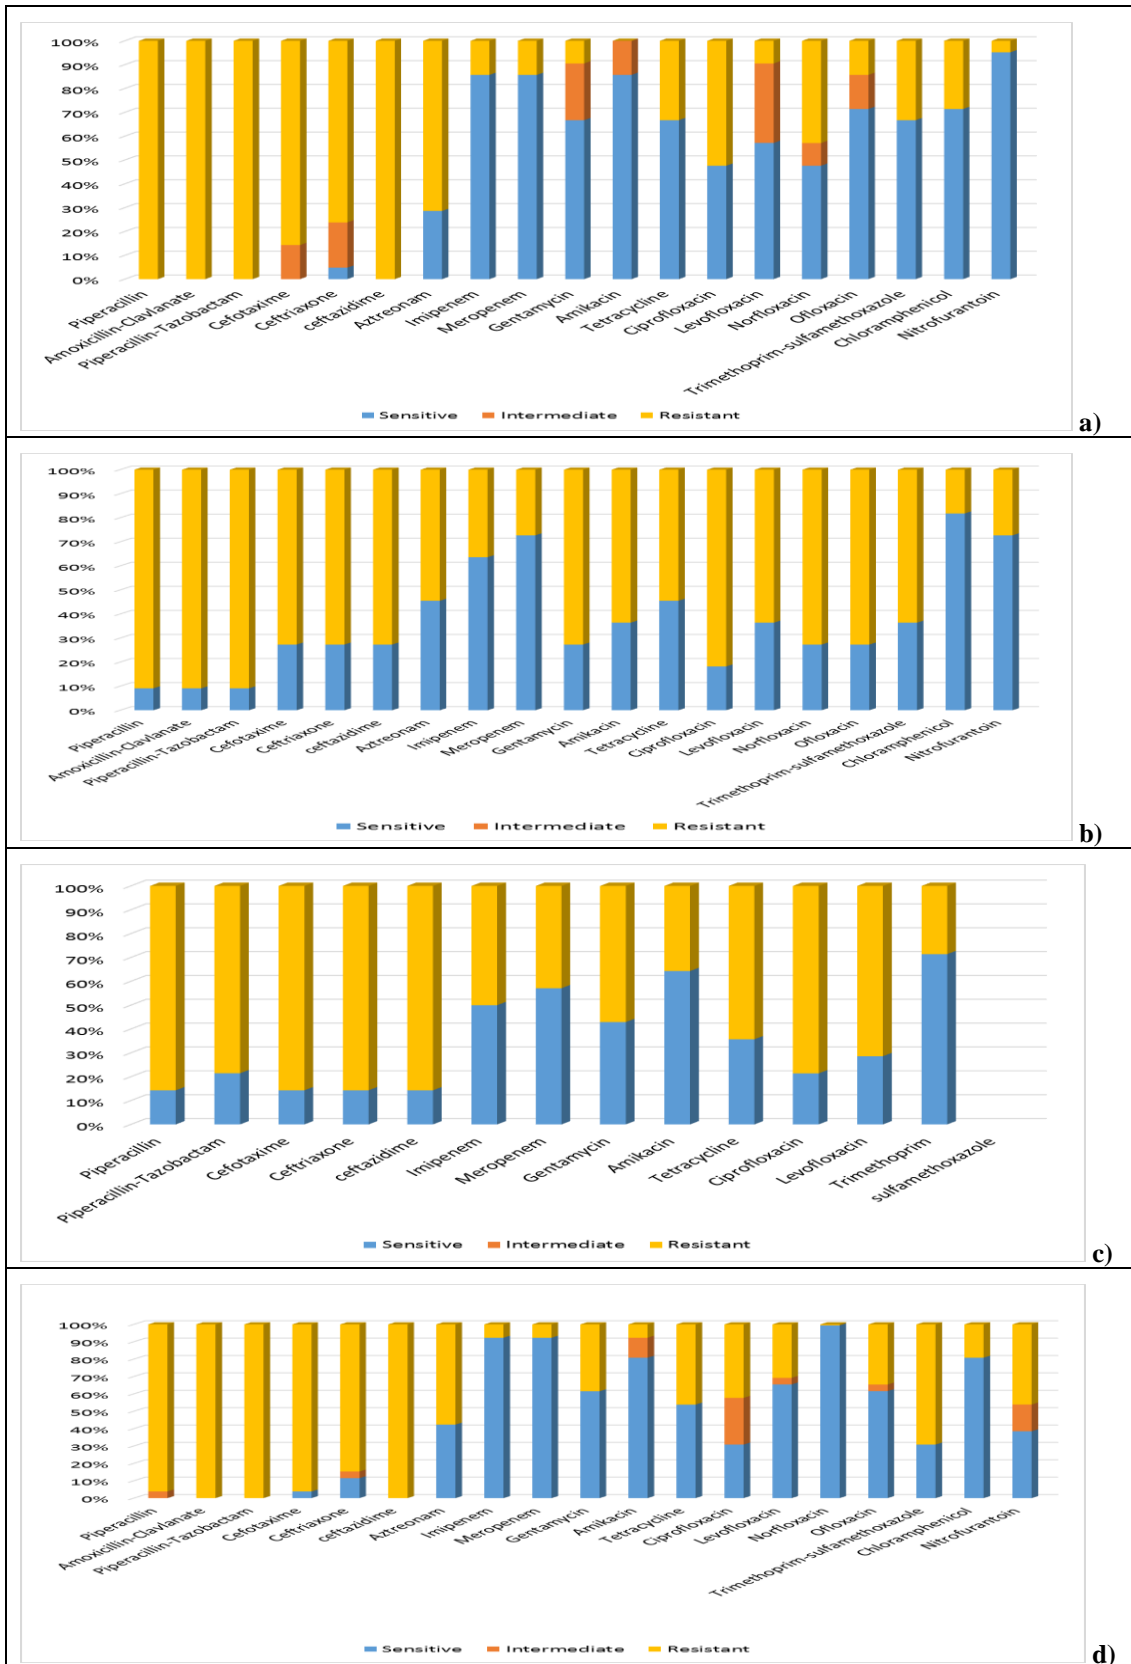 100%
90%
80%
70%
60%
50%
40%
30%
20%
10%
0%
Piperacillin
Amoxicillin-Clavlanate
Piperacillin-Tazobactam
Cefotaxime
Ceftriaxone
ceftazidime
Aztreonam
Imipenem
Meropenem
Gentamycin
Amikacin
Tetracycline
Ciprofloxacin
Levofloxacin
Norfloxacin
Ofloxacin
Trimethoprim-sulfamethoxazole
Chloramphenicol
Nitrofurantoin
Sensitive Intermediate Resistant
a)
100%
90%
80%
70%
60%
50%
40%
30%
20%
10%
0%
Piperacillin
Amoxicillin-Clavlanate
Piperacillin-Tazobactam
Cefotaxime
Ceftriaxone
ceftazidime
Aztreonam
Imipenem
Meropenem
Gentamycin
Amikacin
Tetracycline
Ciprofloxacin
Levofloxacin
Norfloxacin
Ofloxacin
Trimethoprim-sulfamethoxazole
Chloramphenicol
Nitrofurantoin
Sensitive Intermediate Resistant
b)
100%
90%
80%
70%
60%
50%
40%
30%
20%
10%
0%
Piperacillin
Piperacillin-Tazobactam
Cefotaxime
Ceftriaxone
ceftazidime
Imipenem
Meropenem
Gentamycin
Amikacin
Tetracycline
Ciprofloxacin
Levofloxacin
Trimethoprim
sulfamethoxazole
Sensitive Intermediate Resistant
c)
100%
90%
80%
70%
60%
50%
40%
30%
20%
10%
0%
Piperacillin
Amoxicillin-Clavlanate
Piperacillin-Tazobactam
Cefotaxime
Ceftriaxone
ceftazidime
Aztreonam
Imipenem
Meropenem
Gentamycin
Amikacin
Tetracycline
Ciprofloxacin
Levofloxacin
Norfloxacin
Ofloxacin
Trimethoprim-sulfamethoxazole
Chloramphenicol
Nitrofurantoin
Sensitive Intermediate Resistant
d)